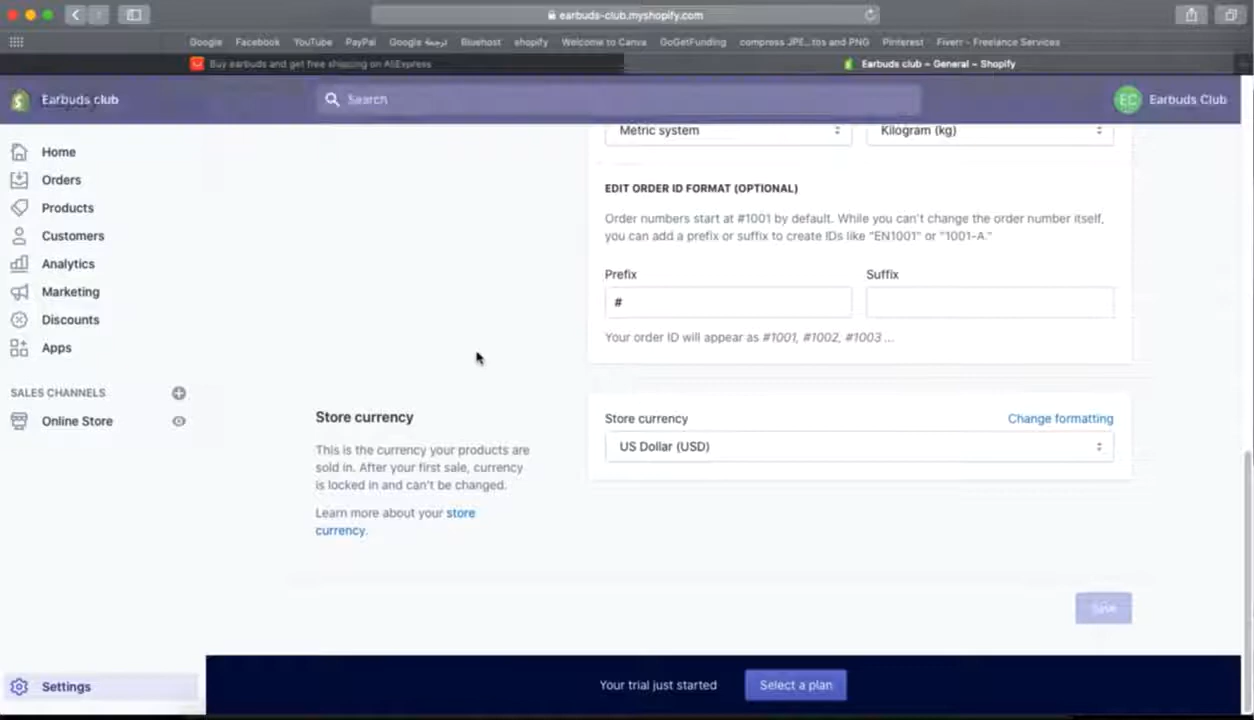 earbuds-club.myshopify.com
Google Facebook YouTube PayPal Google ترجمة Bluehost shopify Welcome to Canva GoGetFunding compross JPE...tos and PNG Pinterest Fiverr - Freelance Services
Buy earbuds and get free shipping on AliExpress
Earbuds club ~ General ~ Shopify
Earbuds club
Search
EC Earbuds Club
Home
Orders
Products
Customers
Analytics
Marketing
Discounts
Apps
SALES CHANNELS
Online Store
Settings
Metric system
Kilogram (kg)
EDIT ORDER ID FORMAT (OPTIONAL)
Order numbers start at #1001 by default. While you can't change the order number itself,
you can add a prefix or suffix to create IDs like "EN1001" or "1001-A."
Prefix
Suffix
#
Your order ID will appear as #1001, #1002, #1003 ...
Store currency
This is the currency your products are
sold in. After your first sale, currency
is locked in and can't be changed.
Learn more about your store
currency.
Store currency
Change formatting
US Dollar (USD)
Save
Your trial just started
Select a plan